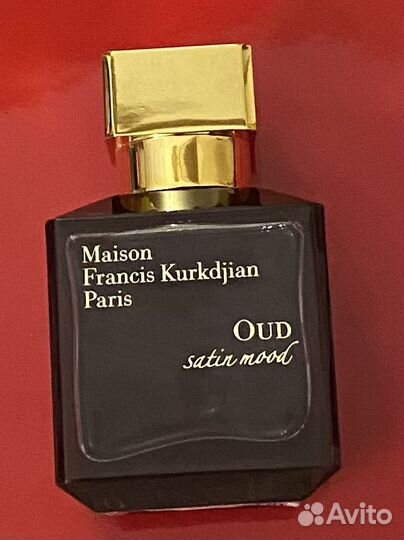 Maison
Francis Kurkdjian
Paris
OUD
satin mood
Avito